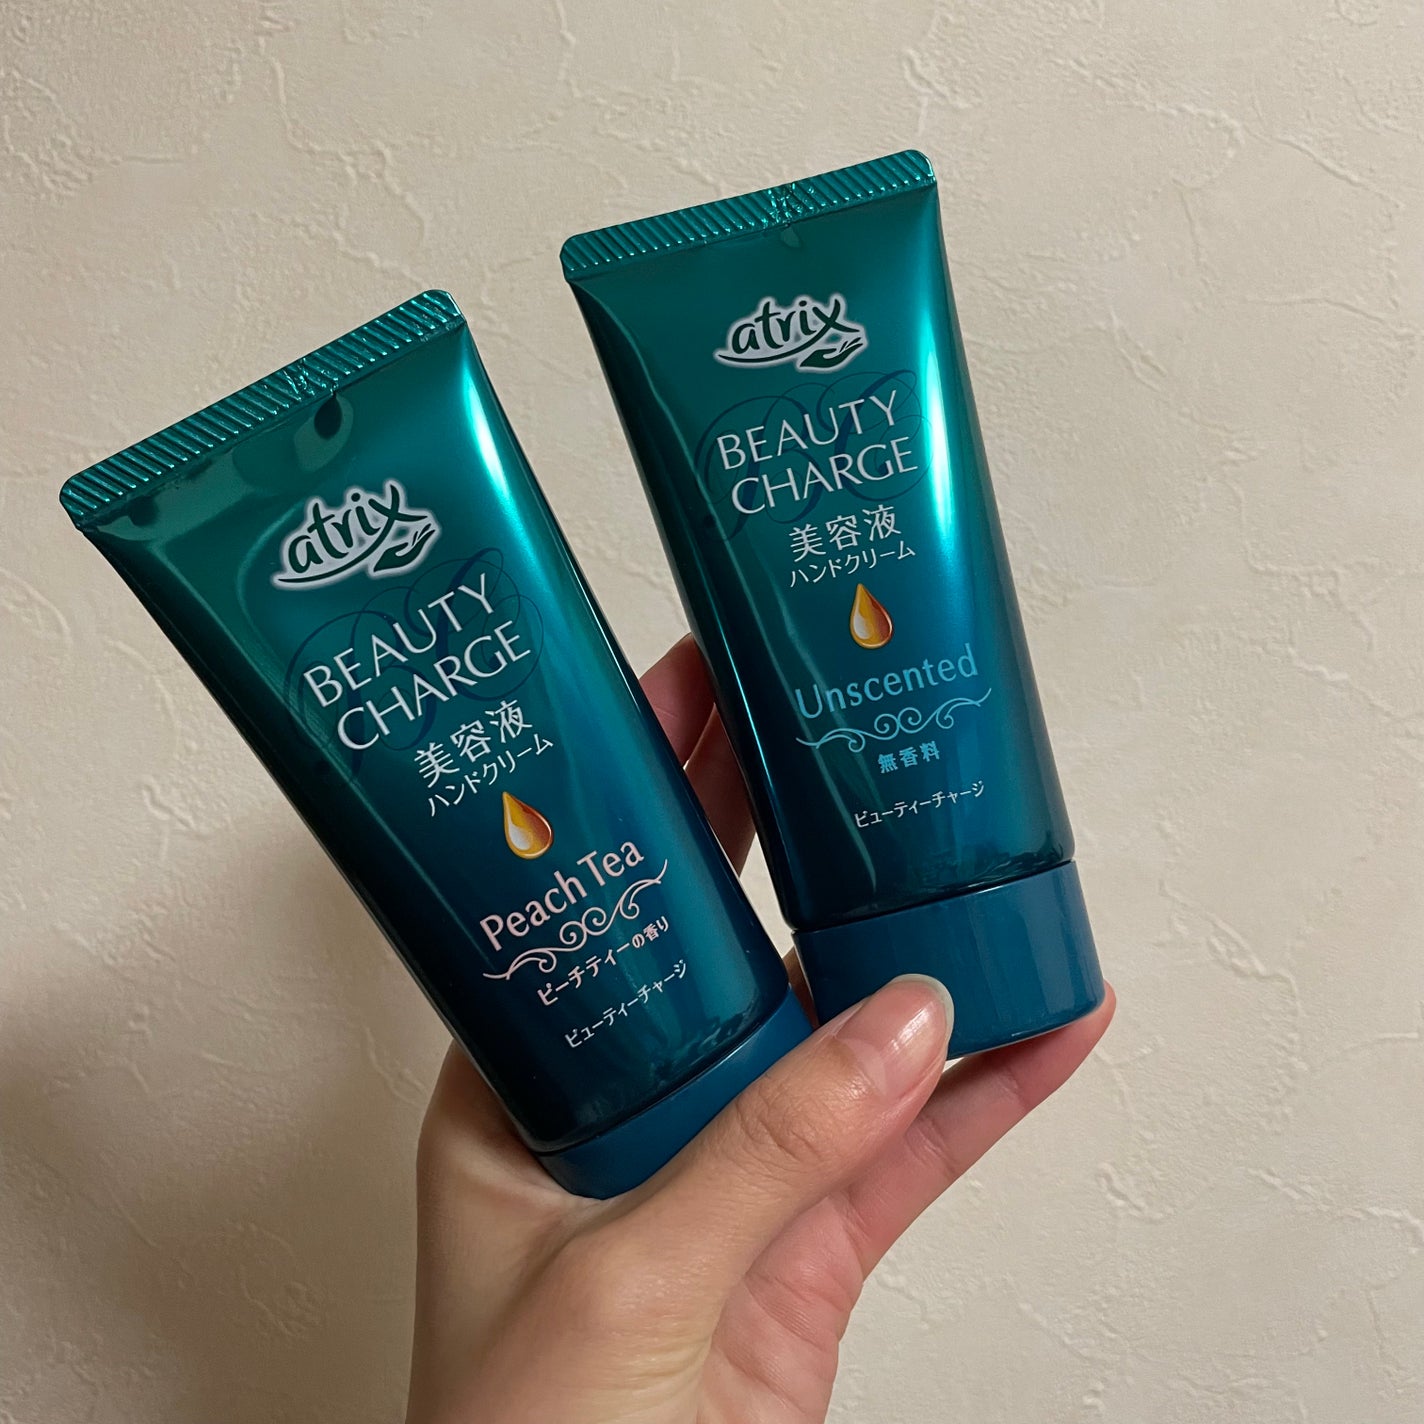 atrix
BEAUTY
CHARGE
美容液
ハンドクリーム
Peach Tea
ピーチティーの香り
ビューティーチャージ
atrix
BEAUTY
CHARGE
美容液
ハンドクリーム
Unscented
無香料
ビューティーチャージ